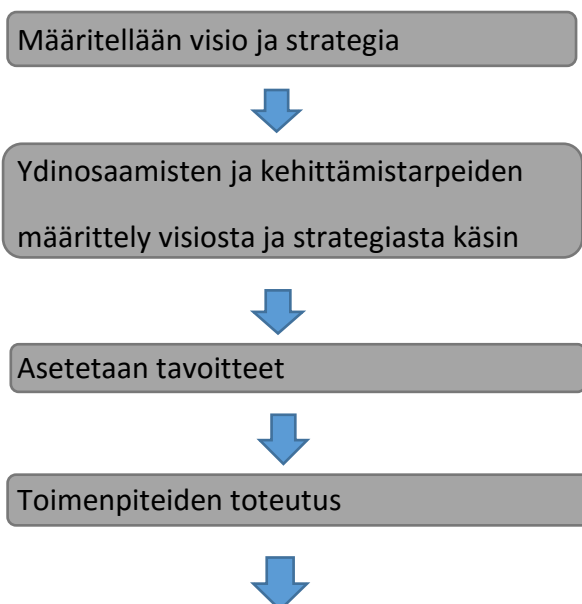 Määritellään visio ja strategia
Ydinosaamisten ja kehittämistarpeiden
määrittely visiosta ja strategiasta käsin
Asetetaan tavoitteet
Toimenpiteiden toteutus